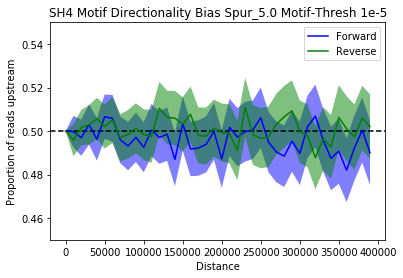 SH4 Motif Directionality Bias Spur_5.0 Motif-Thresh 1e-5
Forward
Reverse
0.54
0.52
0.50
0.48
0.46
Proportion of reads upstream
0 50000 100000 150000 200000 250000 300000 350000 400000
Distance